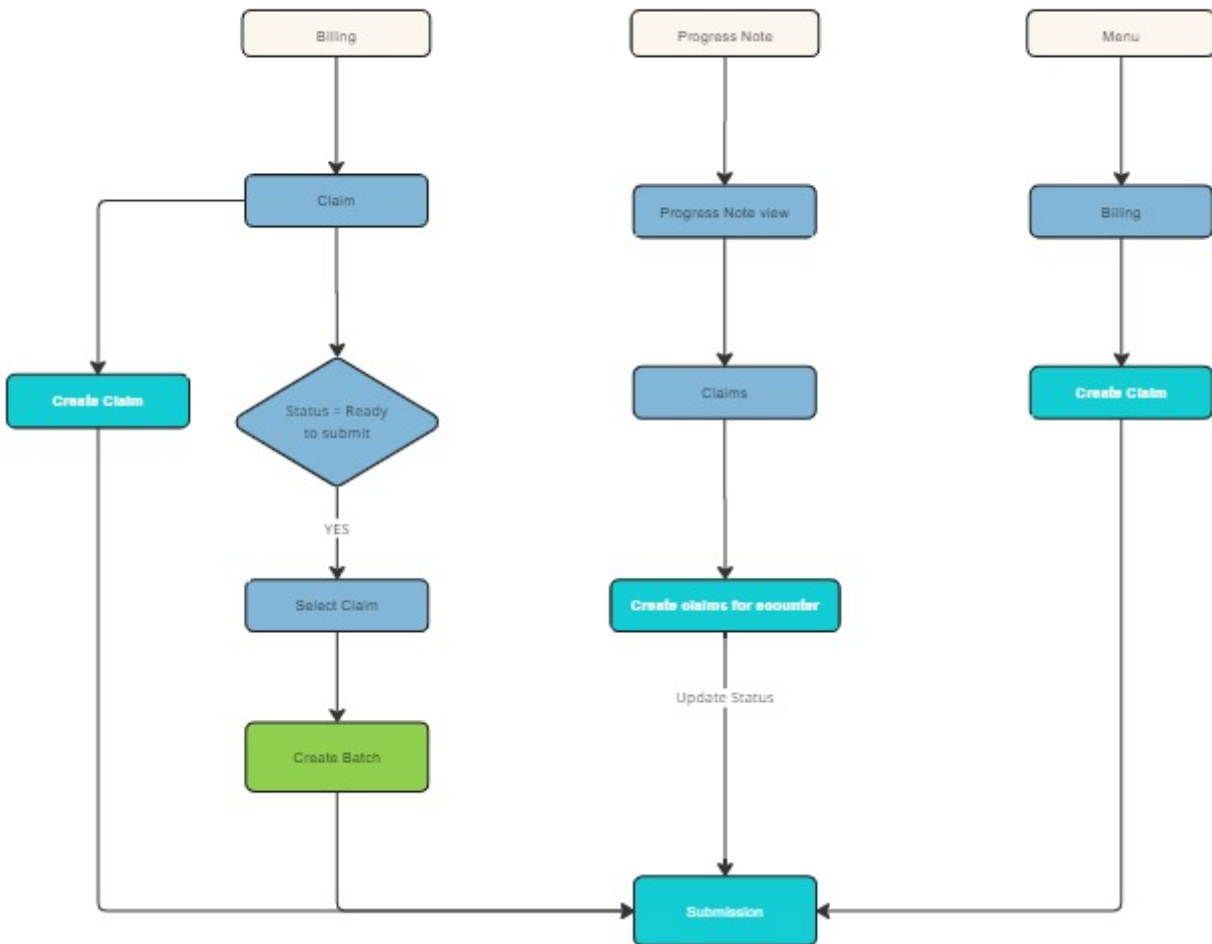 Billing
Progress Note
Menu
Claim
Progress Note view
Billing
Create Claim
Status = Ready
to submit
Claims
Create Claim
YES
Select Claim
Create claims for ecounter
Update Status
Create Batch
Submission